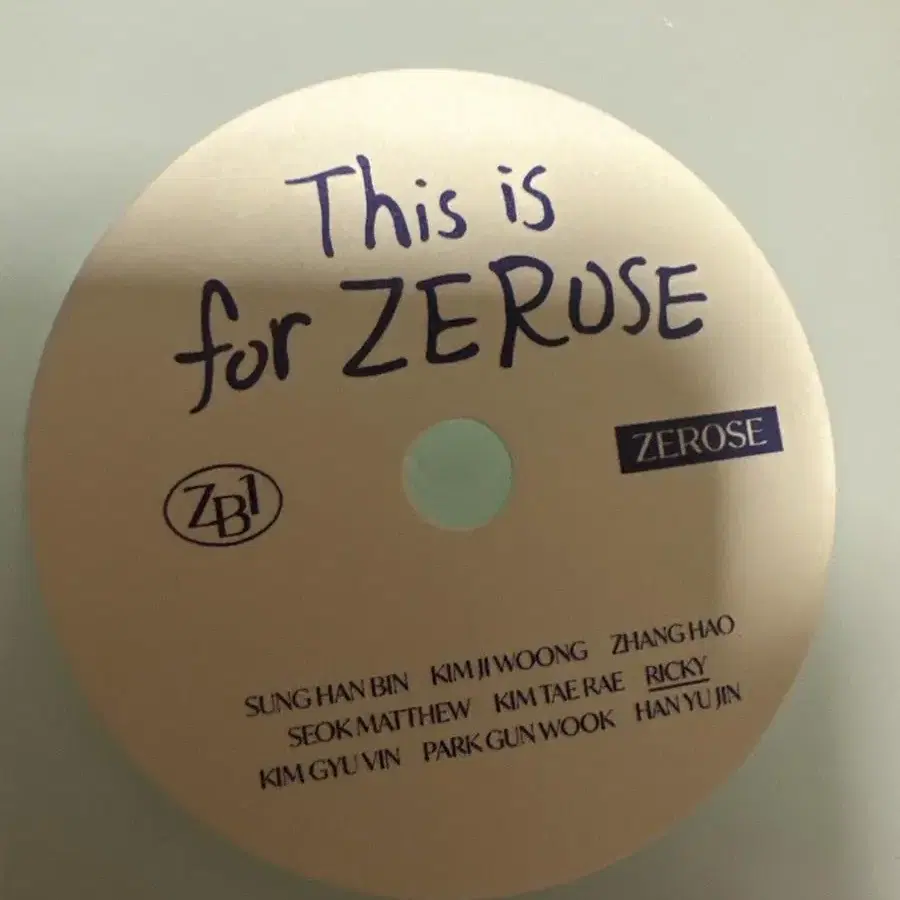 This is
for ZEROSE
ZB1
ZEROSE
SUNG HAN BIN KIM JI WOONG ZHANG HAO
SEOK MATTHEW KIM TAE RAE RICKY
KIM GYU VIN PARK GUN WOOK HAN YU JIN